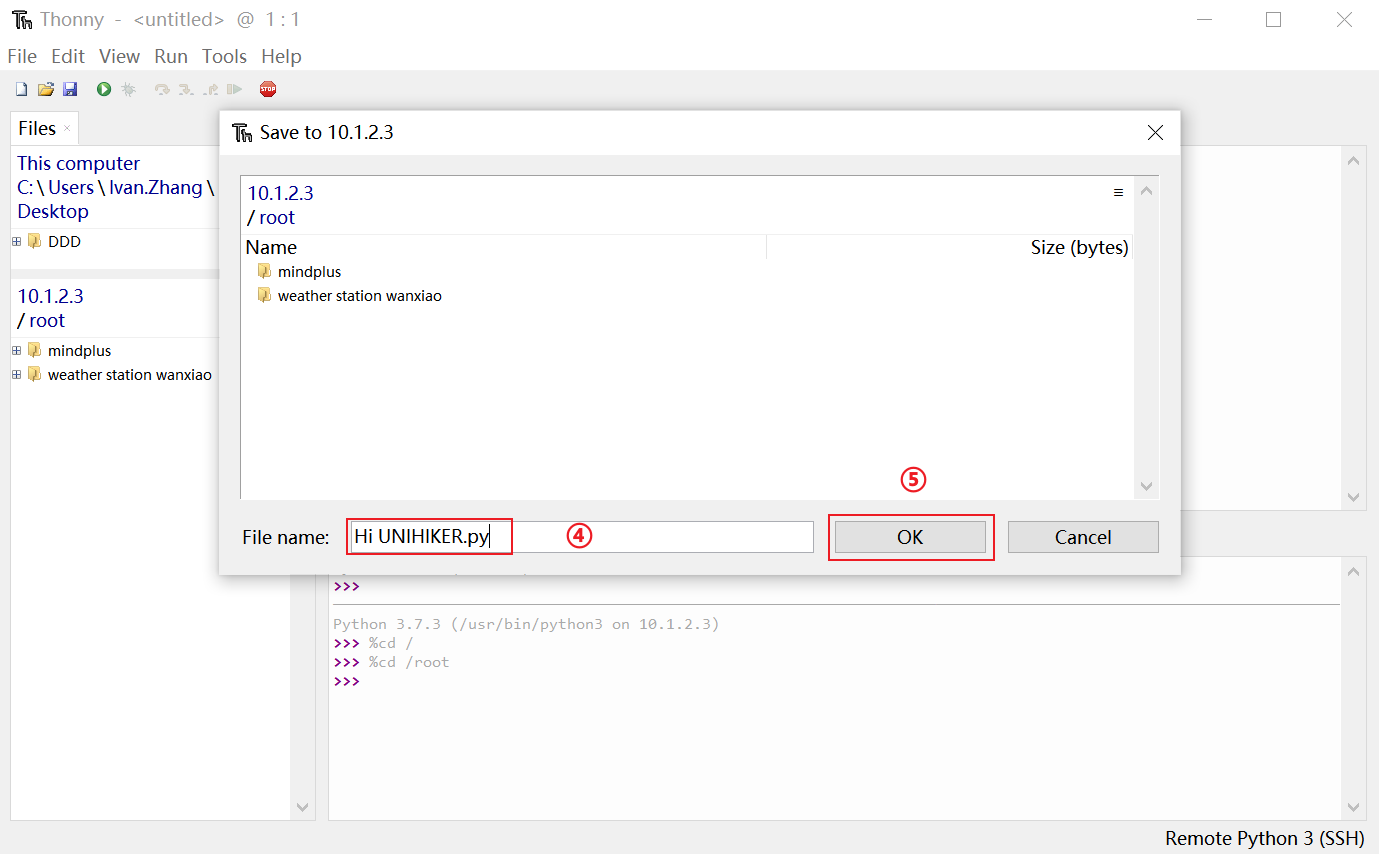 Thonny - <untitled> @ 1 : 1
File Edit View Run Tools Help
STOP
Files ×
This computer
C: \ Users \ Ivan.Zhang \
Desktop
DDD
10.1.2.3
/ root
mindplus
weather station wanxiao
Save to 10.1.2.3
10.1.2.3
/ root
Name Size (bytes)
mindplus
weather station wanxiao
⑤
File name: Hi UNIHIKER.py ④ OK Cancel
>>>
Python 3.7.3 (/usr/bin/python3 on 10.1.2.3)
>>> %cd /
>>> %cd /root
>>>
Remote Python 3 (SSH)